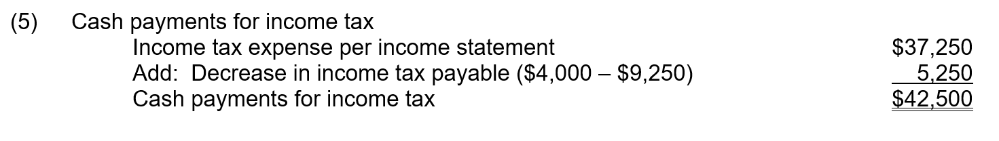 (5) Cash payments for income tax
Income tax expense per income statement $37,250
Add: Decrease in income tax payable ($4,000 – $9,250) 5,250
Cash payments for income tax $42,500